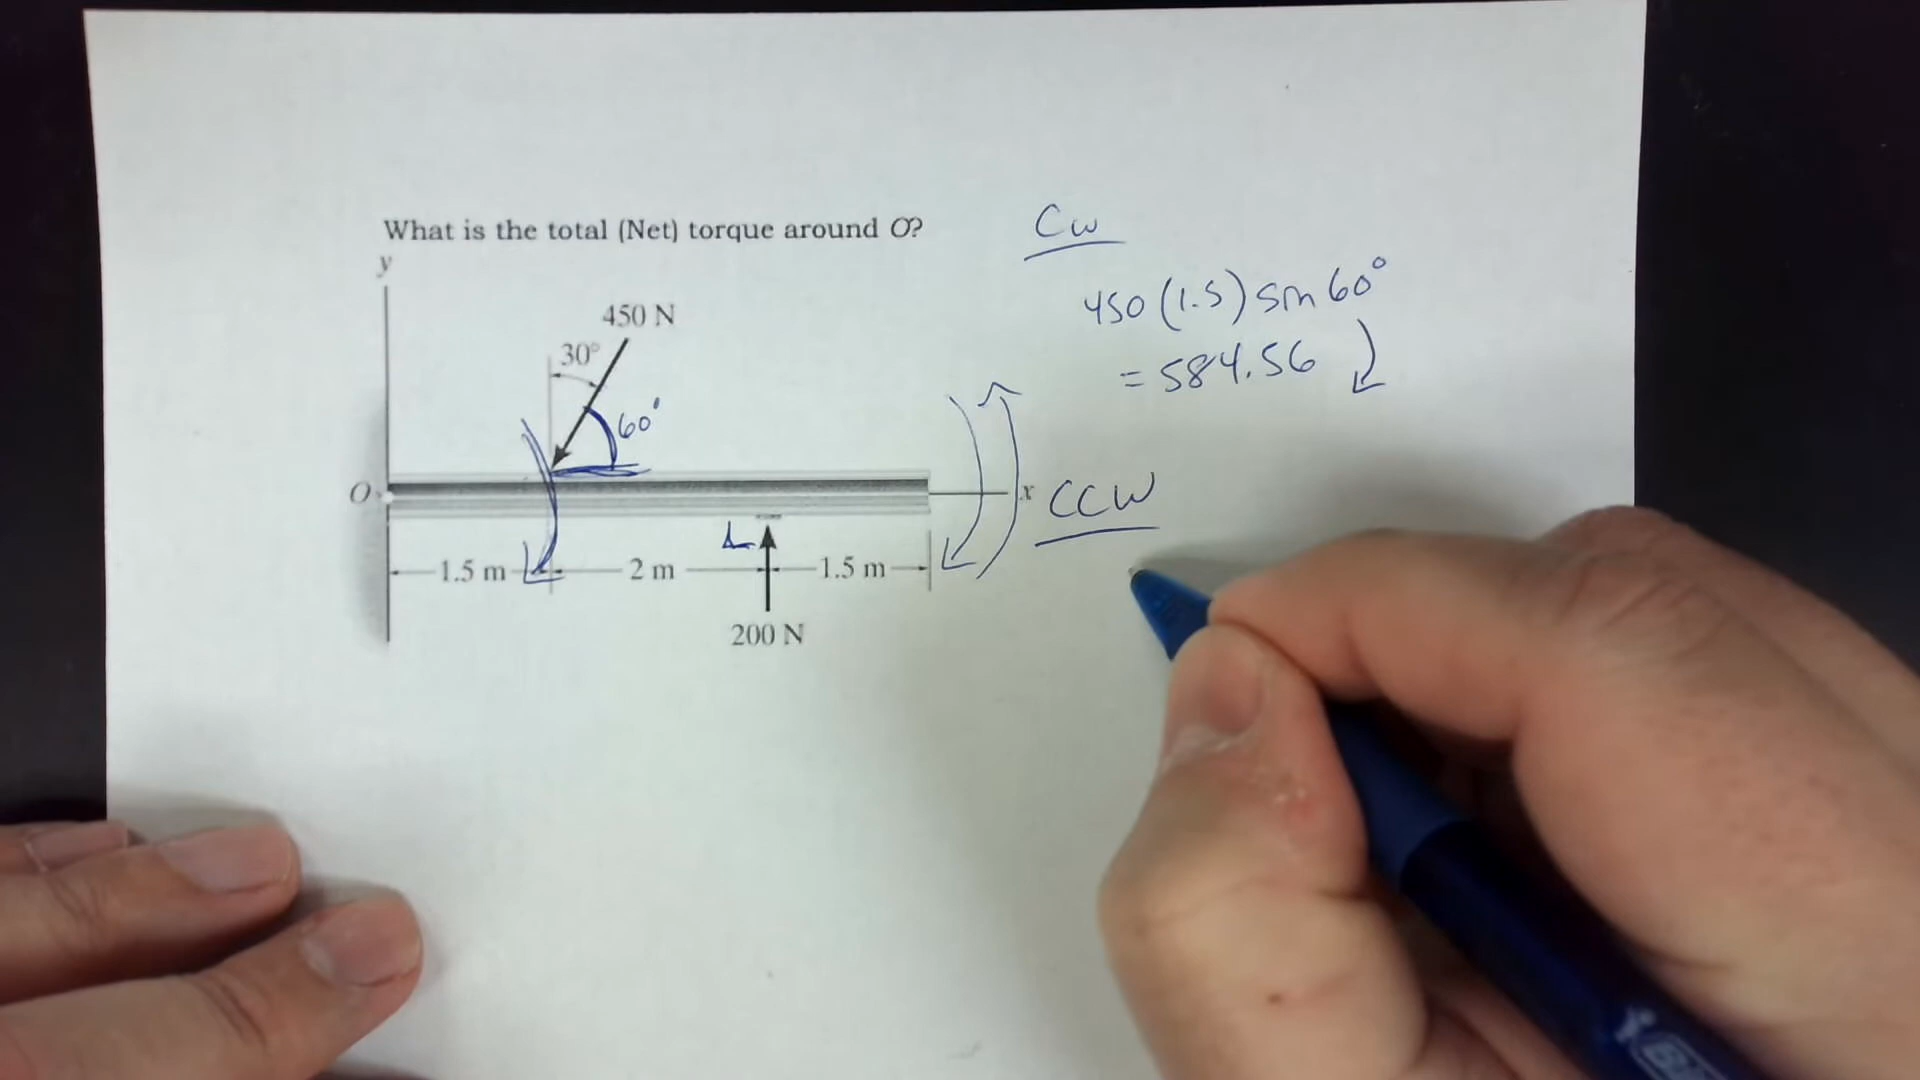 What is the total (Net) torque around O?
y
450 N
30°
60°
O
x
1.5 m
2 m
1.5 m
200 N
CW
450 (1.5) sin 60°
= 584.56
CCW